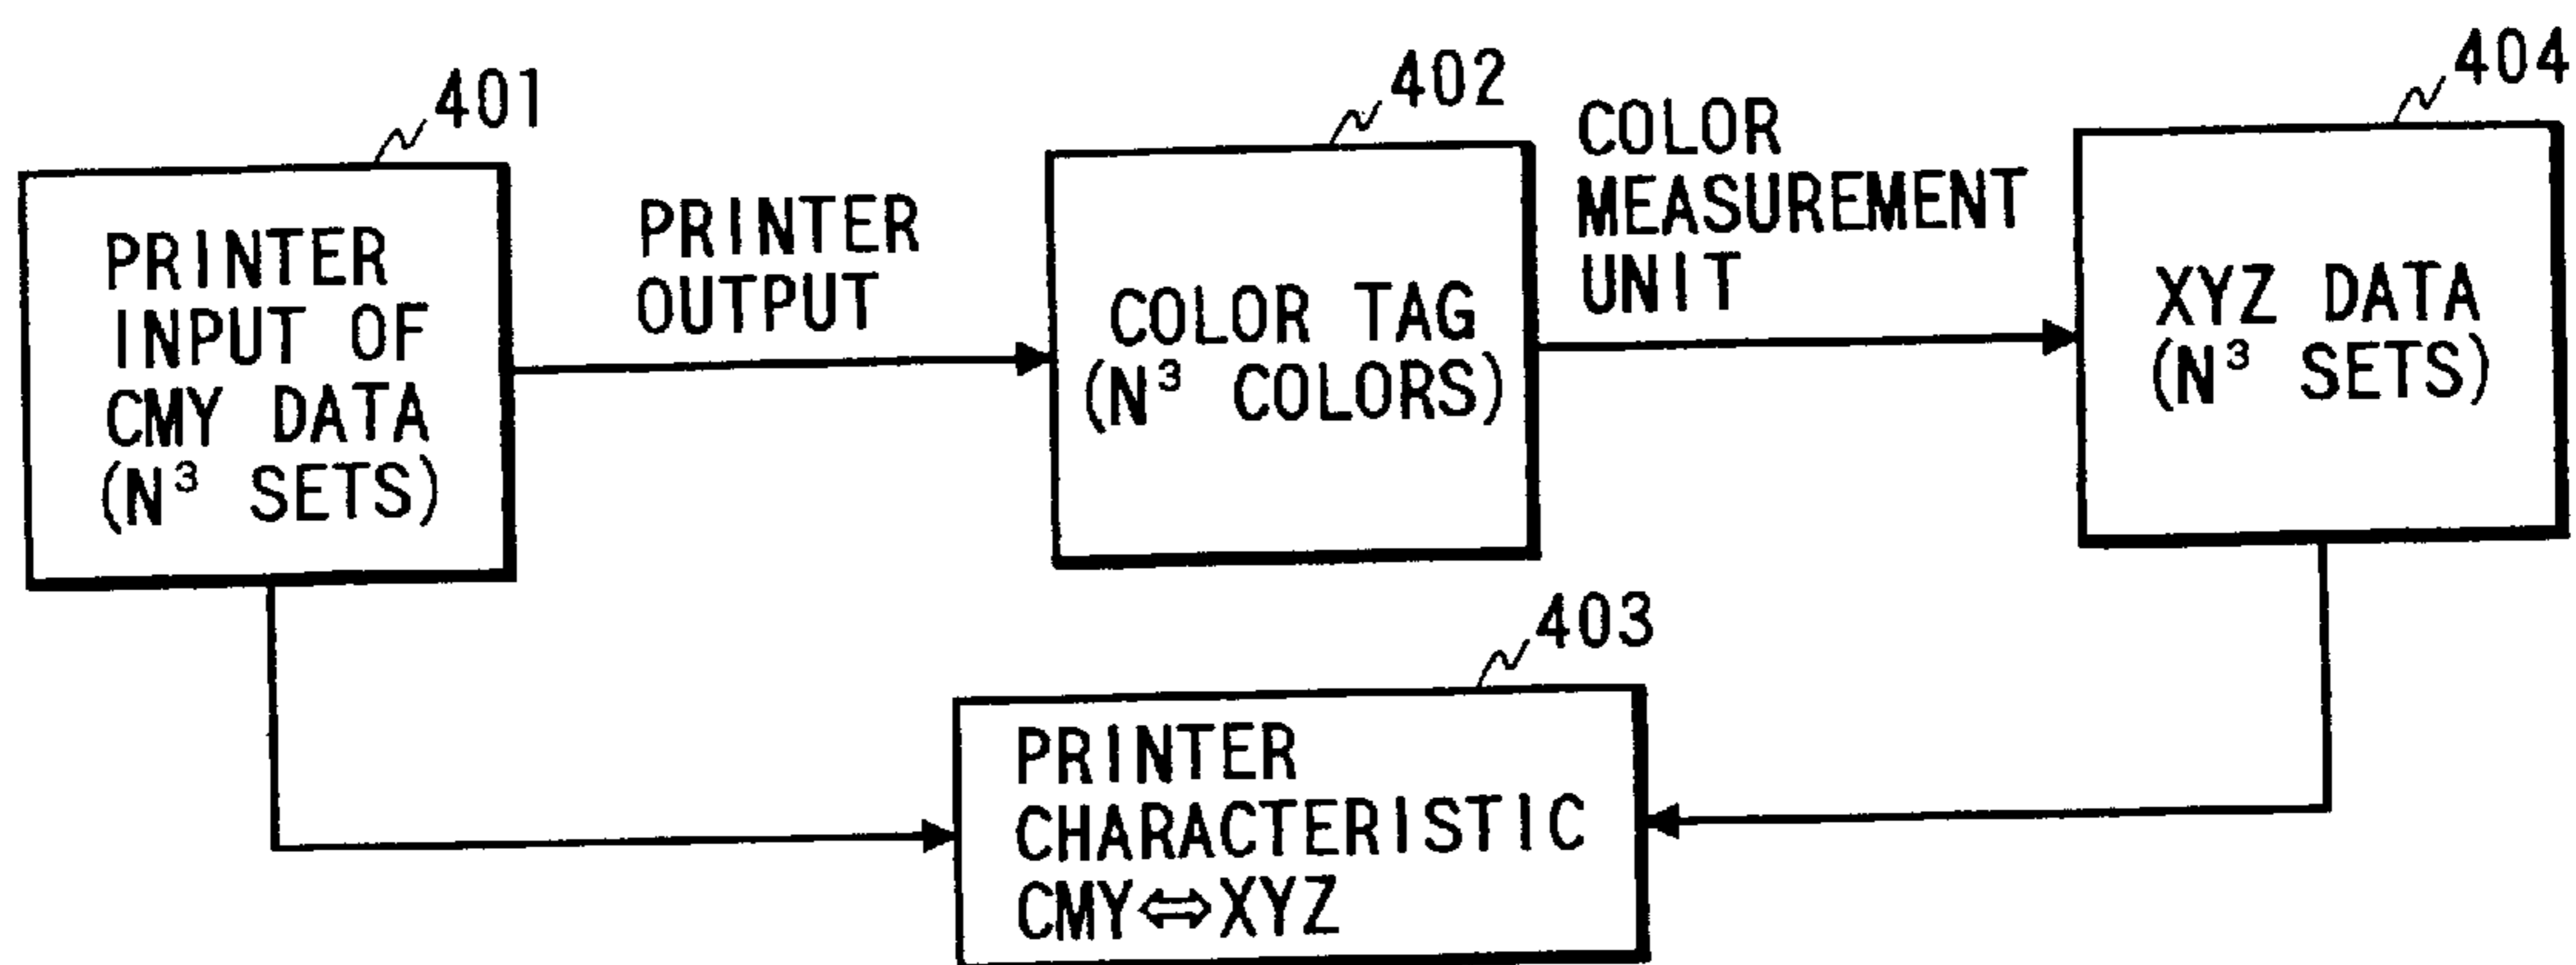 401
PRINTER
INPUT OF
CMY DATA
(N³ SETS)
PRINTER
OUTPUT
402
COLOR TAG
(N³ COLORS)
COLOR
MEASUREMENT
UNIT
404
XYZ DATA
(N³ SETS)
403
PRINTER
CHARACTERISTIC
CMY⇔XYZ